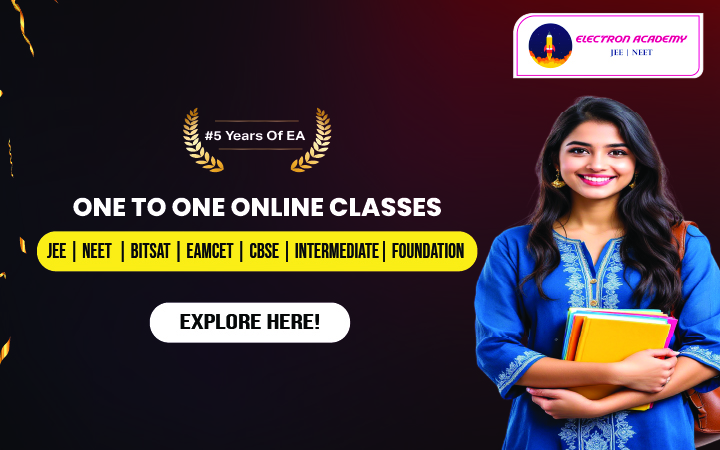 ELECTRON ACADEMY
JEE | NEET
#5 Years Of EA
ONE TO ONE ONLINE CLASSES
JEE | NEET | BITSAT | EAMCET | CBSE | INTERMEDIATE | FOUNDATION
EXPLORE HERE!